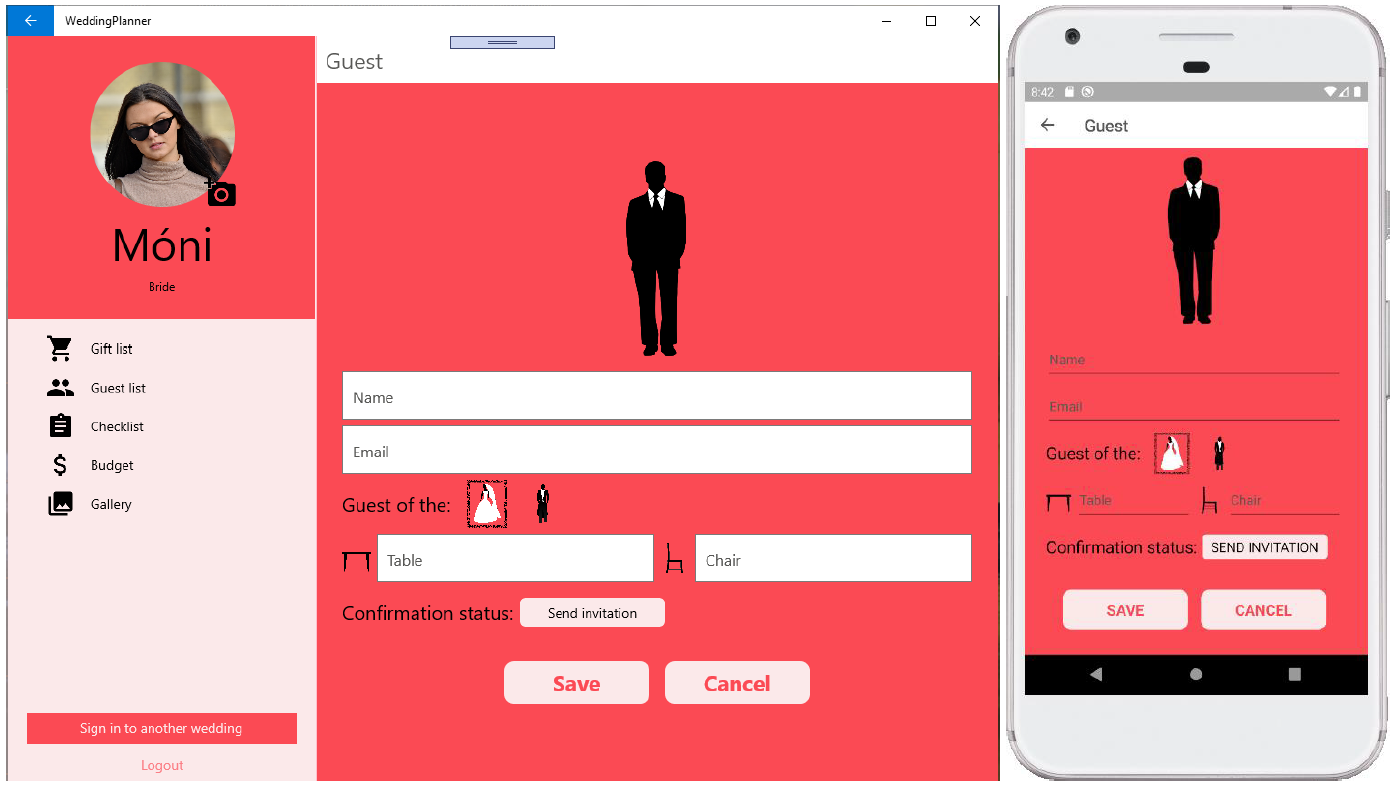 WeddingPlanner
Guest
Móni
Bride
Gift list
Guest list
Checklist
Budget
Gallery
Sign in to another wedding
Logout
Name
Email
Guest of the:
Table
Chair
Confirmation status: Send invitation
Save
Cancel
8:42
Guest
Name
Email
Guest of the:
Table
Chair
Confirmation status: SEND INVITATION
SAVE
CANCEL